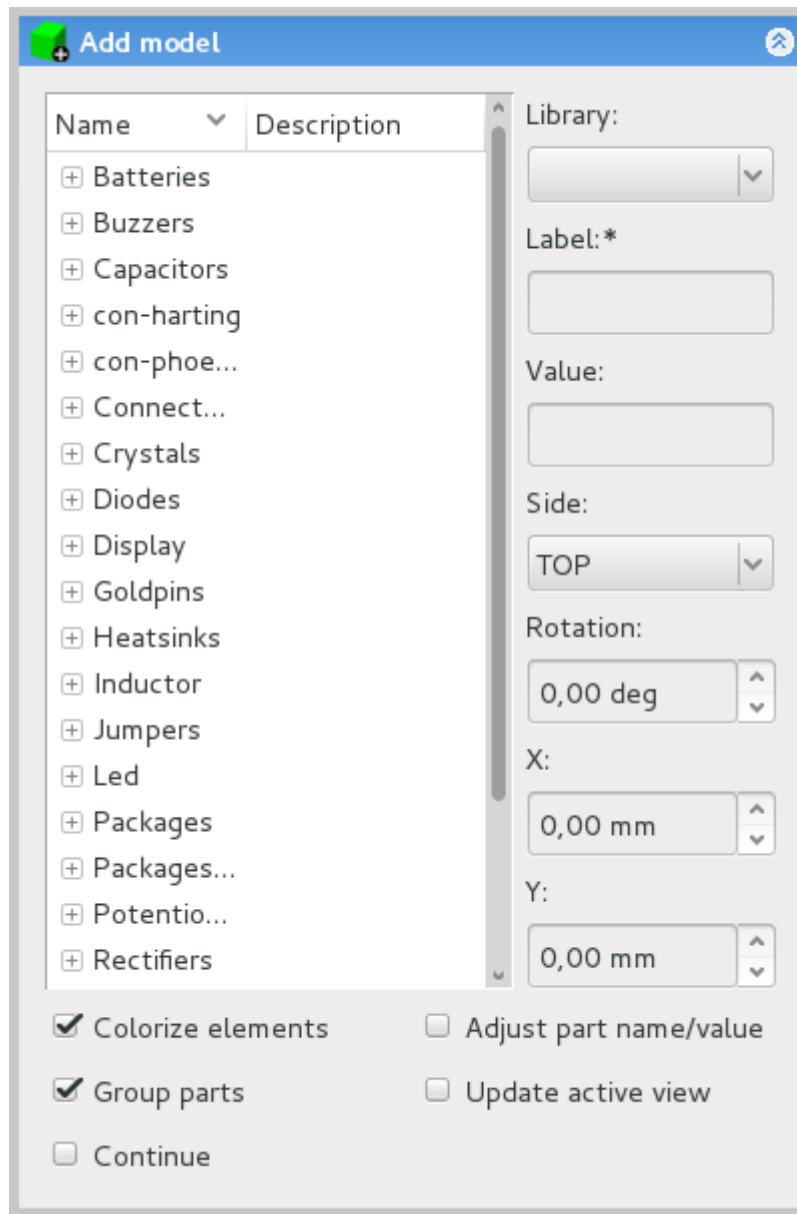 Add model
Name Description
Batteries
Buzzers
Capacitors
con-harting
con-phoe...
Connect...
Crystals
Diodes
Display
Goldpins
Heatsinks
Inductor
Jumpers
Led
Packages
Packages...
Potentio...
Rectifiers
Library:
Label:*
Value:
Side:
TOP
Rotation:
0,00 deg
X:
0,00 mm
Y:
0,00 mm
Colorize elements
Adjust part name/value
Group parts
Update active view
Continue